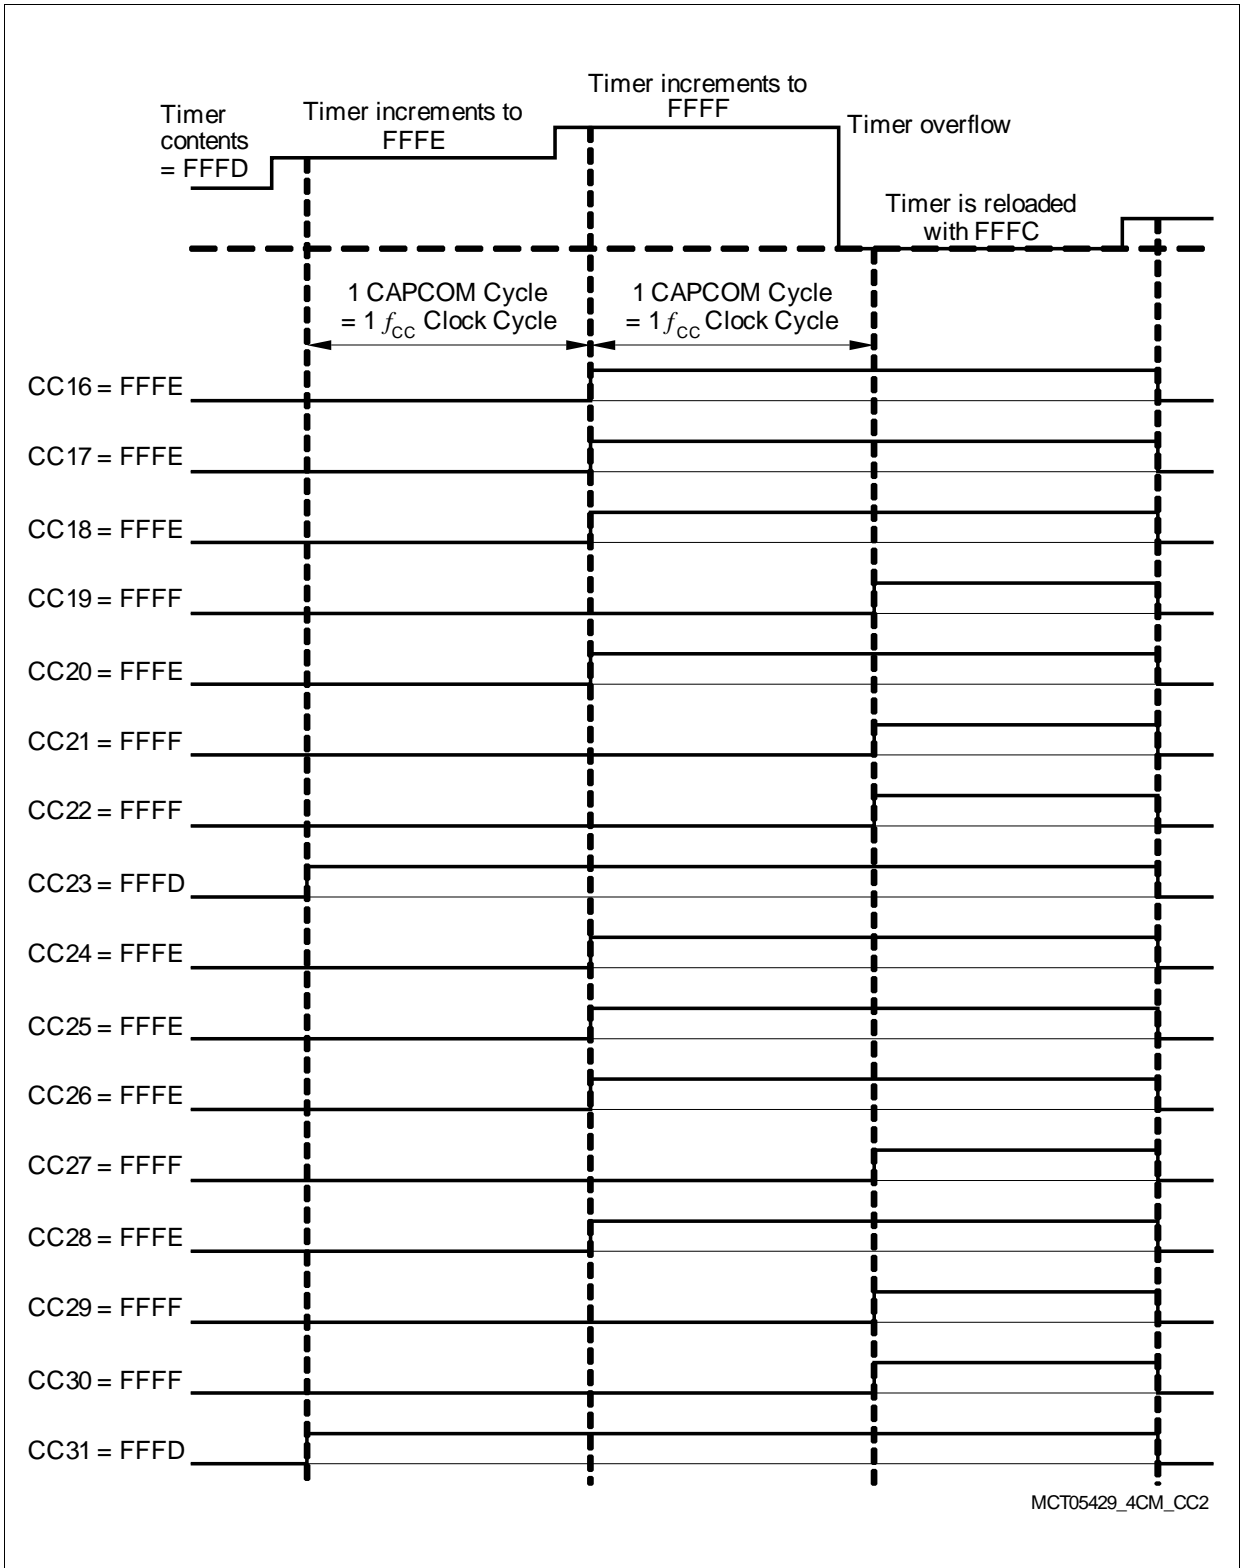 Timer increments to
FFFF
Timer
contents
= FFFD
Timer increments to
FFFE
Timer overflow
Timer is reloaded
with FFFC
1 CAPCOM Cycle
= 1 fCC Clock Cycle
1 CAPCOM Cycle
= 1 fCC Clock Cycle
CC16 = FFFE
CC17 = FFFE
CC18 = FFFE
CC19 = FFFF
CC20 = FFFE
CC21 = FFFF
CC22 = FFFF
CC23 = FFFD
CC24 = FFFE
CC25 = FFFE
CC26 = FFFE
CC27 = FFFF
CC28 = FFFE
CC29 = FFFF
CC30 = FFFF
CC31 = FFFD
MCT05429_4CM_CC2